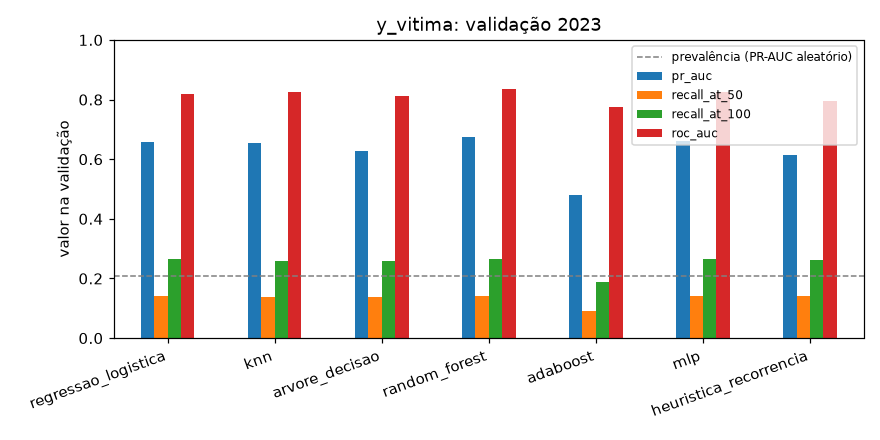 y_vitima: validação 2023
valor na validação
1.0
0.8
0.6
0.4
0.2
0.0
prevalência (PR-AUC aleatório)
pr_auc
recall_at_50
recall_at_100
roc_auc
regressao_logistica
knn
arvore_decisao
random_forest
adaboost
mlp
heuristica_recorrencia